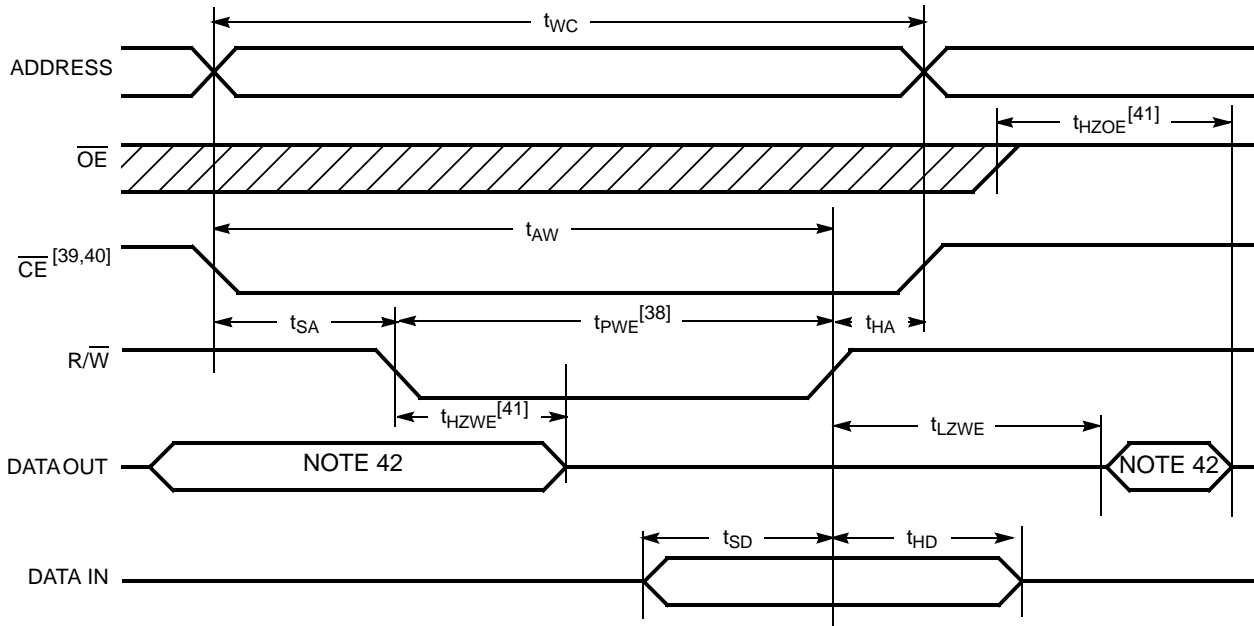 tWC
ADDRESS
tHZOE[41]
OE
tAW
CE [39,40]
tSA
tPWE[38]
tHA
R/W
tHZWE[41]
tLZWE
DATA OUT
NOTE 42
NOTE 42
tSD
tHD
DATA IN